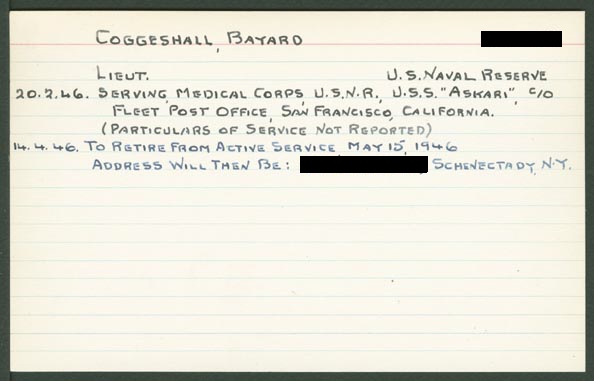 COGGESHALL, BAYARD
LIEUT. U.S. NAVAL RESERVE
20.2.46. SERVING, MEDICAL CORPS, U.S.N.R., U.S.S. "ASKARI", C/O
FLEET POST OFFICE, SAN FRANCISCO, CALIFORNIA.
(PARTICULARS OF SERVICE NOT REPORTED)
14.4.46. TO RETIRE FROM ACTIVE SERVICE MAY 15, 1946
ADDRESS WILL THEN BE: , SCHENECTADY, N.Y.